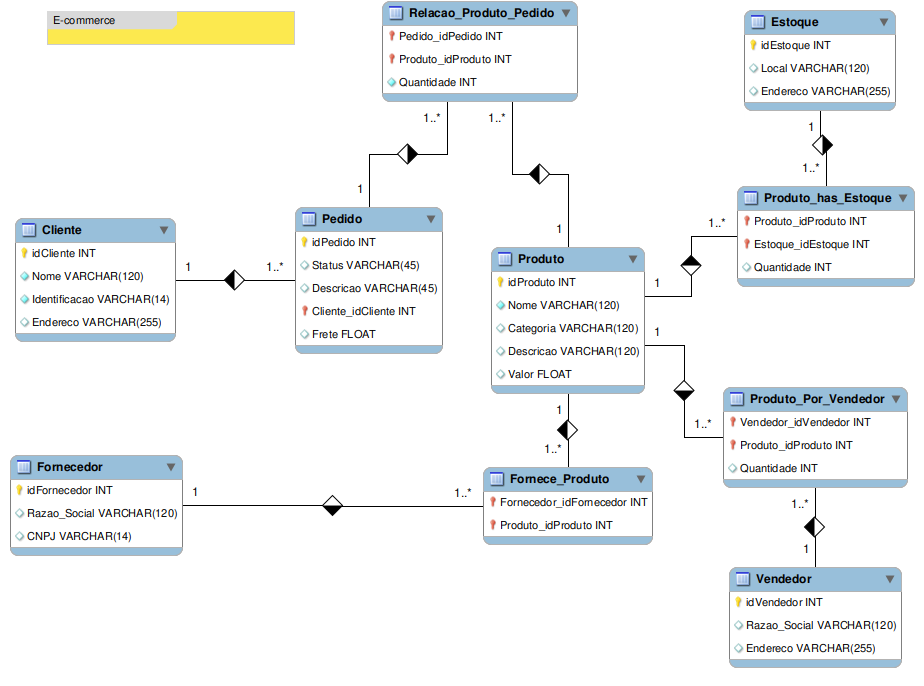 E-commerce
Relacao_Produto_Pedido
Pedido_idPedido INT
Produto_idProduto INT
Quantidade INT
1..*
1..*
1
1
Estoque
idEstoque INT
Local VARCHAR(120)
Endereco VARCHAR(255)
1
1..*
Produto_has_Estoque
Produto_idProduto INT
Estoque_idEstoque INT
Quantidade INT
1..*
1
Cliente
idCliente INT
Nome VARCHAR(120)
Identificacao VARCHAR(14)
Endereco VARCHAR(255)
1
1..*
Pedido
idPedido INT
Status VARCHAR(45)
Descricao VARCHAR(45)
Cliente_idCliente INT
Frete FLOAT
Produto
idProduto INT
Nome VARCHAR(120)
Categoria VARCHAR(120)
Descricao VARCHAR(120)
Valor FLOAT
1
1..*
Produto_Por_Vendedor
Vendedor_idVendedor INT
Produto_idProduto INT
Quantidade INT
1
1..*
Fornecedor
idFornecedor INT
Razao_Social VARCHAR(120)
CNPJ VARCHAR(14)
1
1..*
Fornece_Produto
Fornecedor_idFornecedor INT
Produto_idProduto INT
1..*
1
Vendedor
idVendedor INT
Razao_Social VARCHAR(120)
Endereco VARCHAR(255)